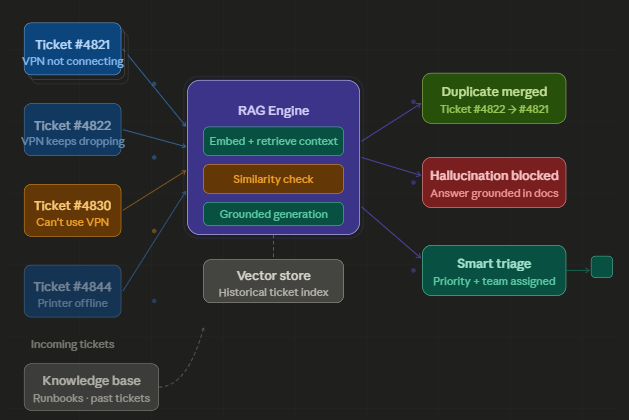 Ticket #4821
VPN not connecting
Ticket #4822
VPN keeps dropping
Ticket #4830
Can't use VPN
Ticket #4844
Printer offline
Incoming tickets
Knowledge base
Runbooks · past tickets
RAG Engine
Embed + retrieve context
Similarity check
Grounded generation
Vector store
Historical ticket index
Duplicate merged
Ticket #4822 → #4821
Hallucination blocked
Answer grounded in docs
Smart triage
Priority + team assigned